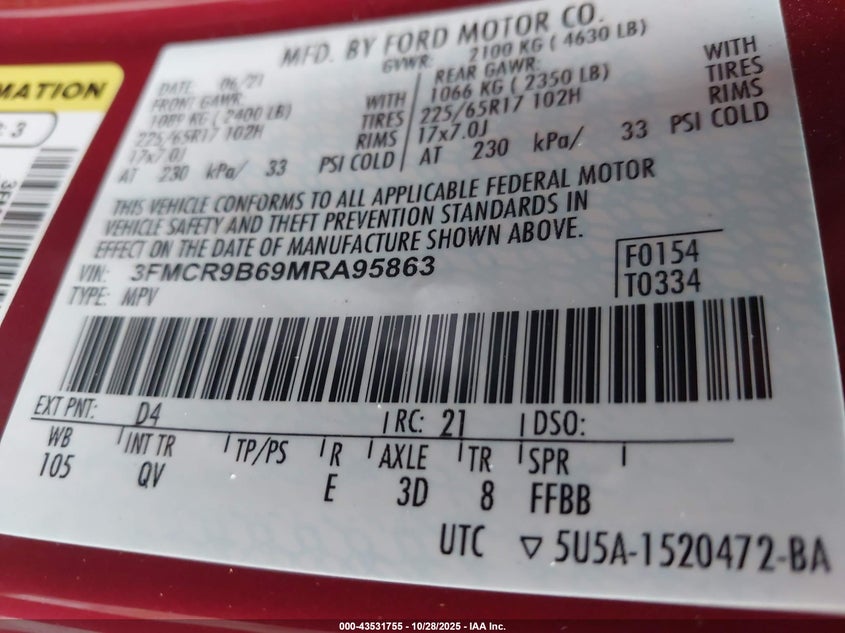 MFD. BY FORD MOTOR CO.
DATE: 06/21
GVWR: 2100 KG ( 4630 LB)
FRONT GAWR:
1089 KG ( 2400 LB) WITH
225/65R17 102H TIRES
17x7.0J RIMS
AT 230 kPa/ 33 PSI COLD
REAR GAWR: WITH
1066 KG ( 2350 LB) TIRES
225/65R17 102H RIMS
17x7.0J
AT 230 kPa/ 33 PSI COLD
THIS VEHICLE CONFORMS TO ALL APPLICABLE FEDERAL MOTOR
VEHICLE SAFETY AND THEFT PREVENTION STANDARDS IN
EFFECT ON THE DATE OF MANUFACTURE SHOWN ABOVE.
VIN: 3FMCR9B69MRA95863
TYPE: MPV
F0154
T0334
EXT PNT: D4 RC: 21 DSO:
WB INT TR TP/PS R AXLE TR SPR
105 QV E 3D 8 FFBB
UTC ▽ 5U5A-1520472-BA
000-43531755 | 10/28/2025 - IAA Inc.